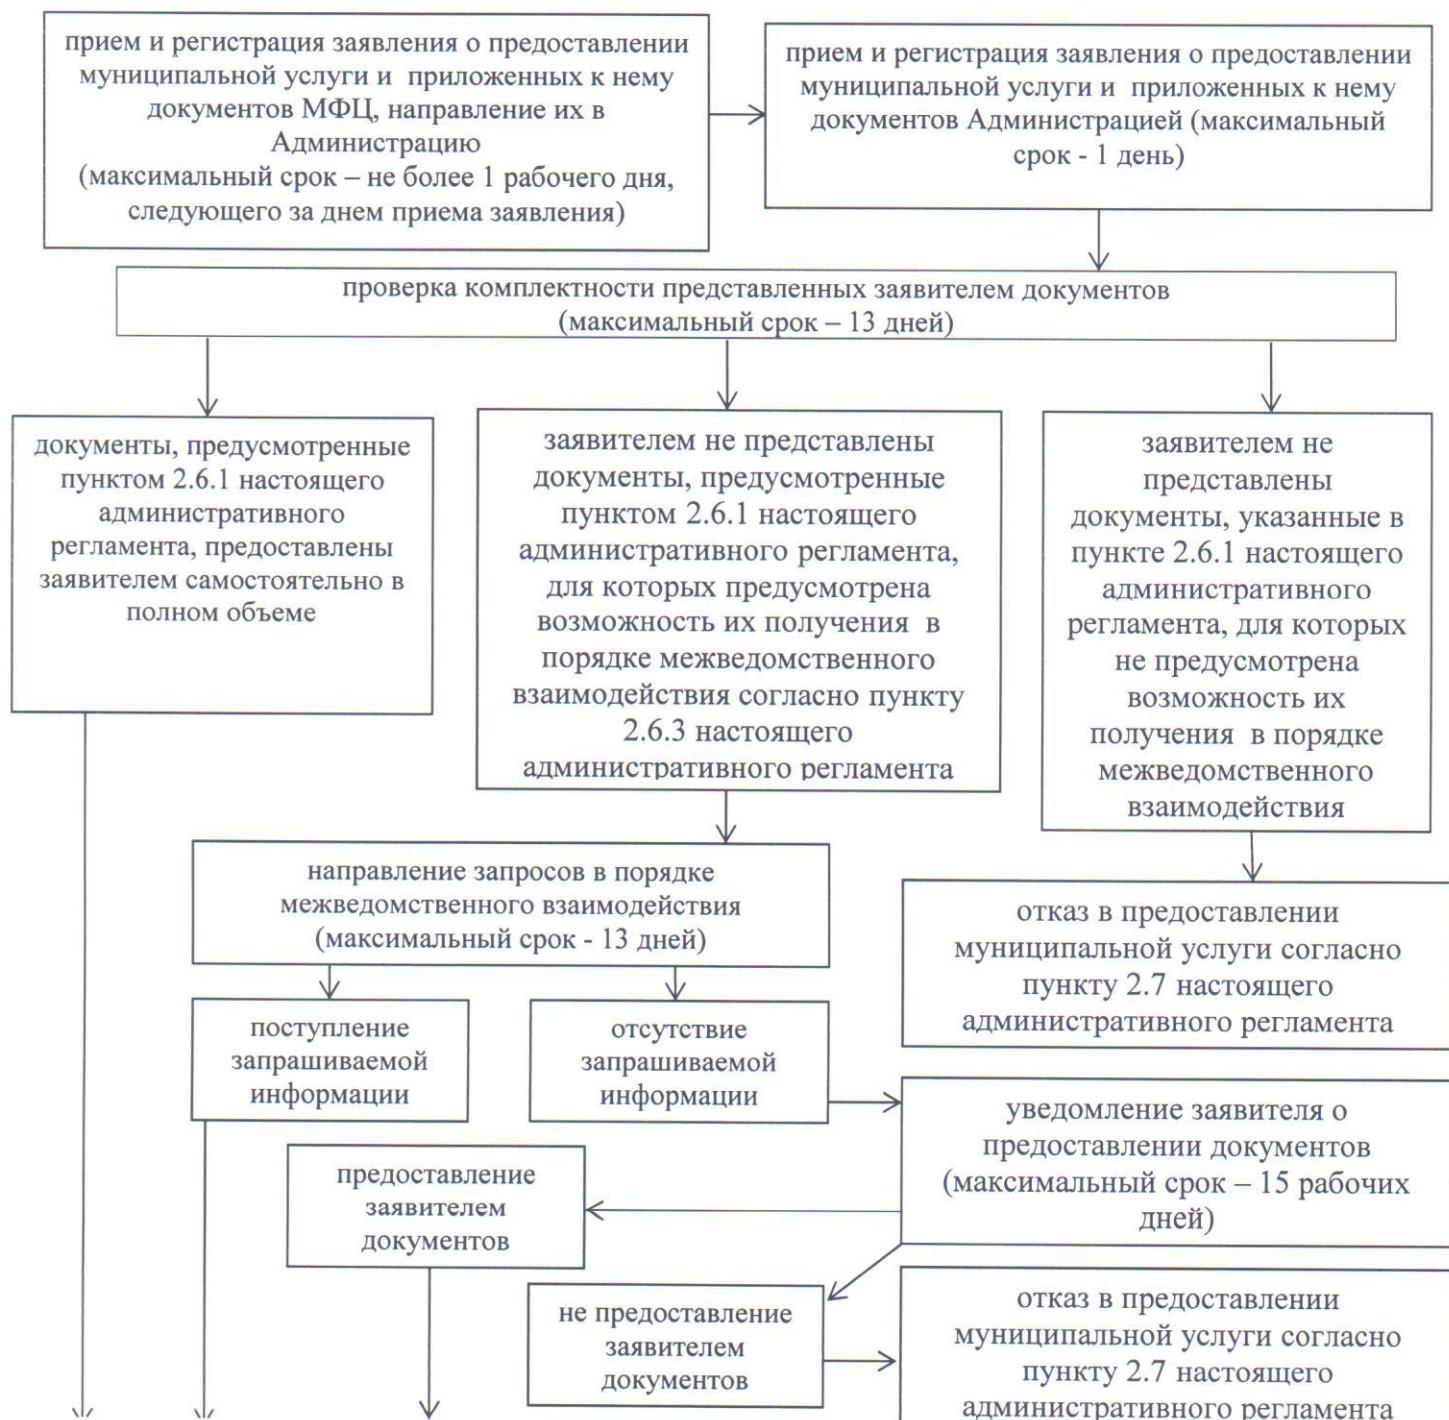 прием и регистрация заявления о предоставлении
муниципальной услуги и приложенных к нему
документов МФЦ, направление их в
Администрацию
(максимальный срок – не более 1 рабочего дня,
следующего за днем приема заявления)
прием и регистрация заявления о предоставлении
муниципальной услуги и приложенных к нему
документов Администрацией (максимальный
срок - 1 день)
проверка комплектности представленных заявителем документов
(максимальный срок – 13 дней)
документы, предусмотренные
пунктом 2.6.1 настоящего
административного
регламента, предоставлены
заявителем самостоятельно в
полном объеме
заявителем не представлены
документы, предусмотренные
пунктом 2.6.1 настоящего
административного регламента,
для которых предусмотрена
возможность их получения в
порядке межведомственного
взаимодействия согласно пункту
2.6.3 настоящего
административного регламента
заявителем не
представлены
документы, указанные в
пункте 2.6.1 настоящего
административного
регламента, для которых
не предусмотрена
возможность их
получения в порядке
межведомственного
взаимодействия
направление запросов в порядке
межведомственного взаимодействия
(максимальный срок - 13 дней)
отказ в предоставлении
муниципальной услуги согласно
пункту 2.7 настоящего
административного регламента
поступление
запрашиваемой
информации
отсутствие
запрашиваемой
информации
уведомление заявителя о
предоставлении документов
(максимальный срок – 15 рабочих
дней)
предоставление
заявителем
документов
не предоставление
заявителем
документов
отказ в предоставлении
муниципальной услуги согласно
пункту 2.7 настоящего
административного регламента